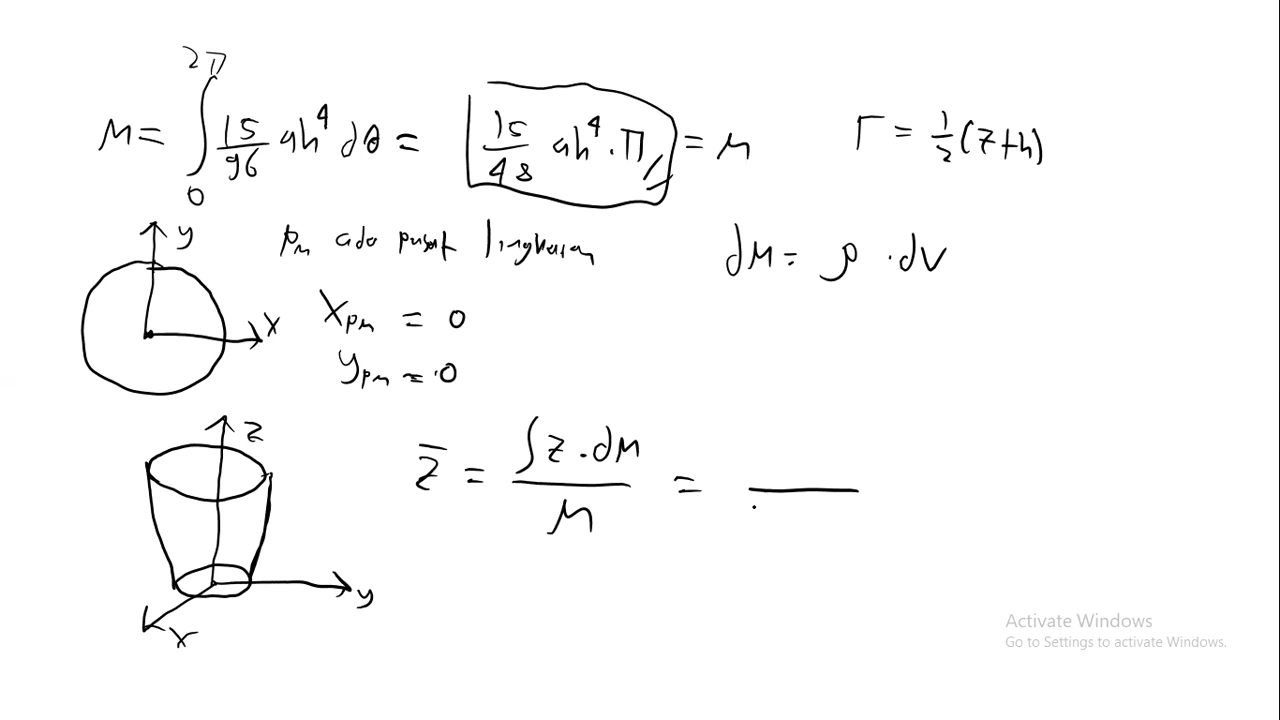 M = ∫₀^{2π} 15/96 ah⁴ dθ = 15/48 ah⁴ · π = M
r = 1/2 (z+h)
Pm ada pusat lingkaran
dM = ρ · dV
y
x
Xpm = 0
Ypm = 0
z
y
x
z̄ = ∫z · dM / M =
Activate Windows
Go to Settings to activate Windows.